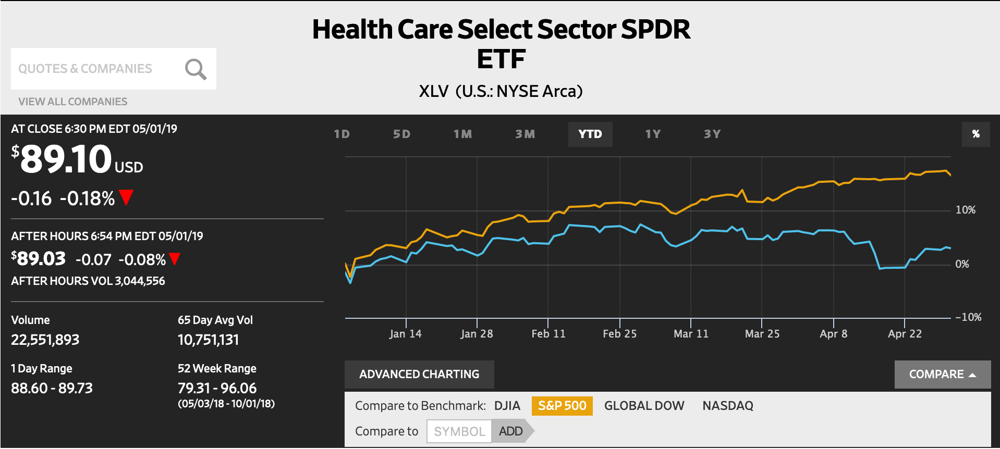 Health Care Select Sector SPDR
ETF
XLV (U.S.: NYSE Arca)
QUOTES & COMPANIES
VIEW ALL COMPANIES
AT CLOSE 6:30 PM EDT 05/01/19
$89.10 USD
-0.16 -0.18%
AFTER HOURS 6:54 PM EDT 05/01/19
$89.03 -0.07 -0.08%
AFTER HOURS VOL 3,044,556
Volume 65 Day Avg Vol
22,551,893 10,751,131
1 Day Range 52 Week Range
88.60 - 89.73 79.31 - 96.06
(05/03/18 - 10/01/18)
1D 5D 1M 3M YTD 1Y 3Y %
10%
0%
-10%
Jan 14 Jan 28 Feb 11 Feb 25 Mar 11 Mar 25 Apr 8 Apr 22
ADVANCED CHARTING COMPARE
Compare to Benchmark: DJIA S&P 500 GLOBAL DOW NASDAQ
Compare to SYMBOL ADD